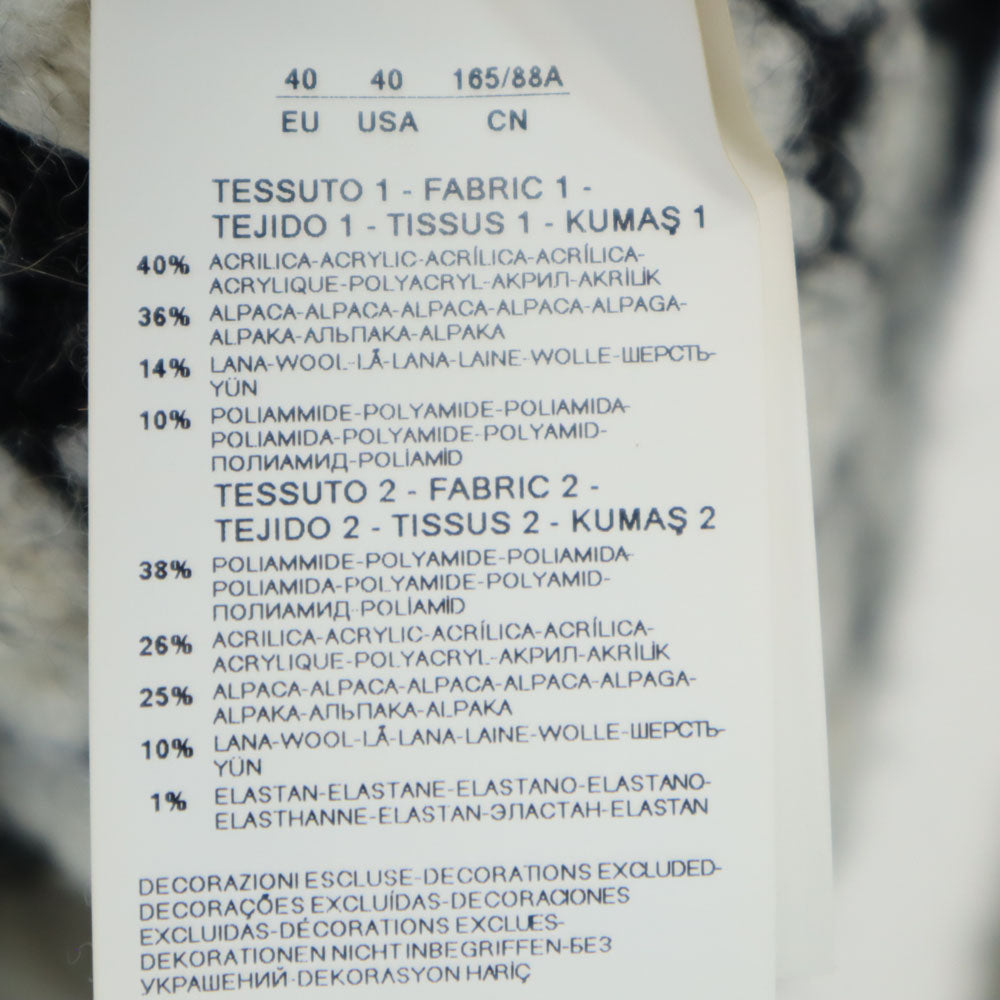 40 40 165/88A
EU USA CN
TESSUTO 1 - FABRIC 1 -
TEJIDO 1 - TISSUS 1 - KUMAŞ 1
40% ACRILICA-ACRYLIC-ACRÍLICA-ACRÍLICA-
ACRYLIQUE-POLYACRYL-АКРИЛ-AKRİLİK
36% ALPACA-ALPACA-ALPACA-ALPACA-ALPAGA-
ALPAKA-АЛЬПАКА-ALPAKA
14% LANA-WOOL-LÃ-LANA-LAINE-WOLLE-ШЕРСТЬ-
YÜN
10% POLIAMMIDE-POLYAMIDE-POLIAMIDA-
POLIAMIDA-POLYAMIDE-POLYAMID-
ПОЛИАМИД-POLİAMİD
TESSUTO 2 - FABRIC 2 -
TEJIDO 2 - TISSUS 2 - KUMAŞ 2
38% POLIAMMIDE-POLYAMIDE-POLIAMIDA-
POLIAMIDA-POLYAMIDE-POLYAMID-
ПОЛИАМИД-POLİAMİD
26% ACRILICA-ACRYLIC-ACRÍLICA-ACRÍLICA-
ACRYLIQUE-POLYACRYL-АКРИЛ-AKRİLİK
25% ALPACA-ALPACA-ALPACA-ALPACA-ALPAGA-
ALPAKA-АЛЬПАКА-ALPAKA
10% LANA-WOOL-LÃ-LANA-LAINE-WOLLE-ШЕРСТЬ-
YÜN
1% ELASTAN-ELASTANE-ELASTANO-ELASTANO-
ELASTHANNE-ELASTAN-ЭЛАСТАН-ELASTAN
DECORAZIONI ESCLUSE-DECORATIONS EXCLUDED-
DECORAÇÕES EXCLUÍDAS-DECORACIONES
EXCLUIDAS-DÉCORATIONS EXCLUES-
DEKORATIONEN NICHT INBEGRIFFEN-БЕЗ
УКРАШЕНИЙ-DEKORASYON HARİÇ